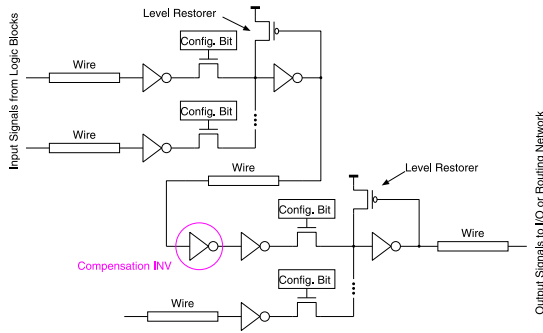 Level Restorer
Input Signals from Logic Blocks
Config. Bit
Wire
Config. Bit
Wire
Wire
Level Restorer
Config. Bit
Compensation INV
Wire
Config. Bit
Wire
Output Signals to I/O or Routing Network